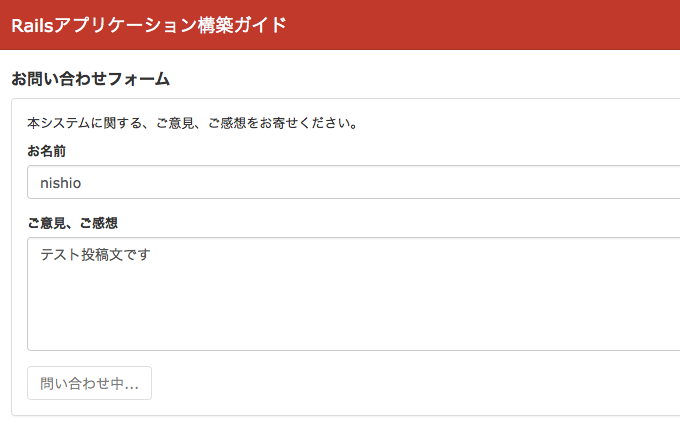 Railsアプリケーション構築ガイド
お問い合わせフォーム
本システムに関する、ご意見、ご感想をお寄せください。
お名前
nishio
ご意見、ご感想
テスト投稿文です
問い合わせ中...